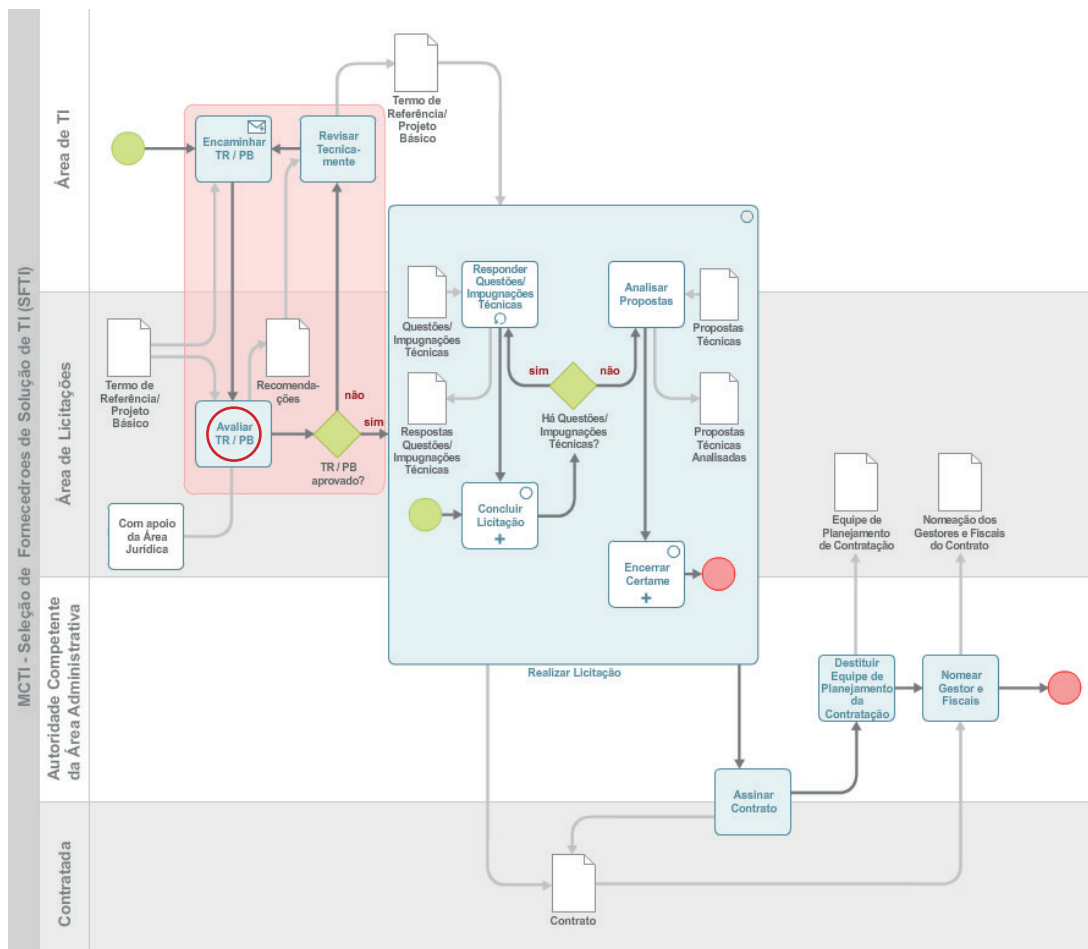 MCTI - Seleção de Fornecedroes de Solução de TI (SFTI)
Área de TI
Encaminhar
TR / PB
Revisar
Tecnica-
mente
Termo de
Referência/
Projeto
Básico
Área de Licitações
Termo de
Referência/
Projeto
Básico
Recomenda-
ções
Avaliar
TR / PB
não
sim
TR / PB
aprovado?
Com apoio
da Área
Jurídica
Responder
Questões/
Impugnações
Técnicas
Questões/
Impugnações
Técnicas
Analisar
Propostas
Propostas
Técnicas
sim
não
Há Questões/
Impugnações
Técnicas?
Respostas
Questões/
Impugnações
Técnicas
Propostas
Técnicas
Analisadas
Concluir
Licitação
Encerrar
Certame
Realizar Licitação
Equipe de
Planejamento
de Contratação
Nomeação dos
Gestores e Fiscais
do Contrato
Autoridade Competente
da Área Administrativa
Destituir
Equipe de
Planejamento
da
Contratação
Nomear
Gestor e
Fiscais
Assinar
Contrato
Contratada
Contrato